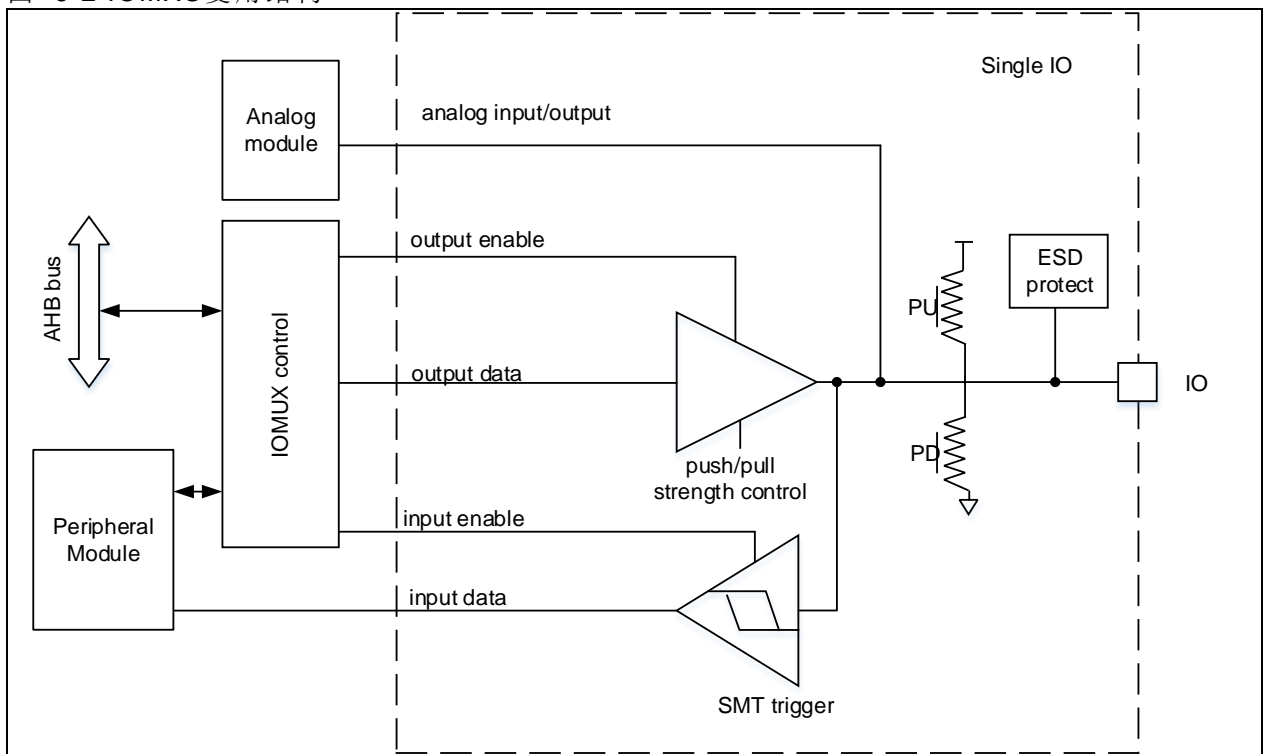 Single IO
Analog
module
analog input/output
AHB bus
IOMUX control
output enable
ESD
protect
PU
output data
IO
PD
push/pull
strength control
input enable
Peripheral
Module
input data
SMT trigger